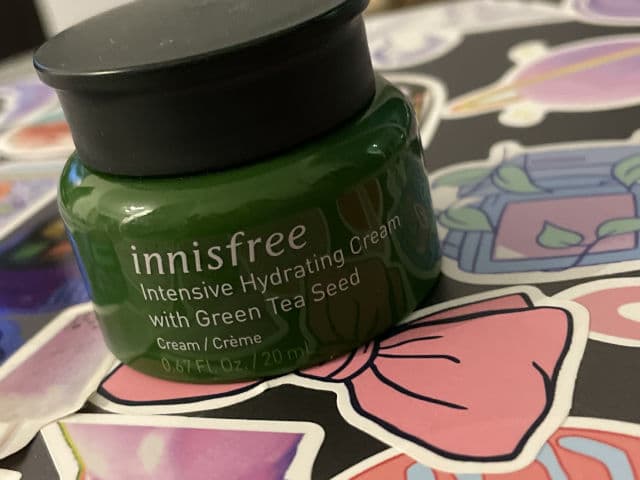 innisfree
Intensive Hydrating Cream
with Green Tea Seed
Cream / Crème
0.67 FL. Oz. / 20 ml